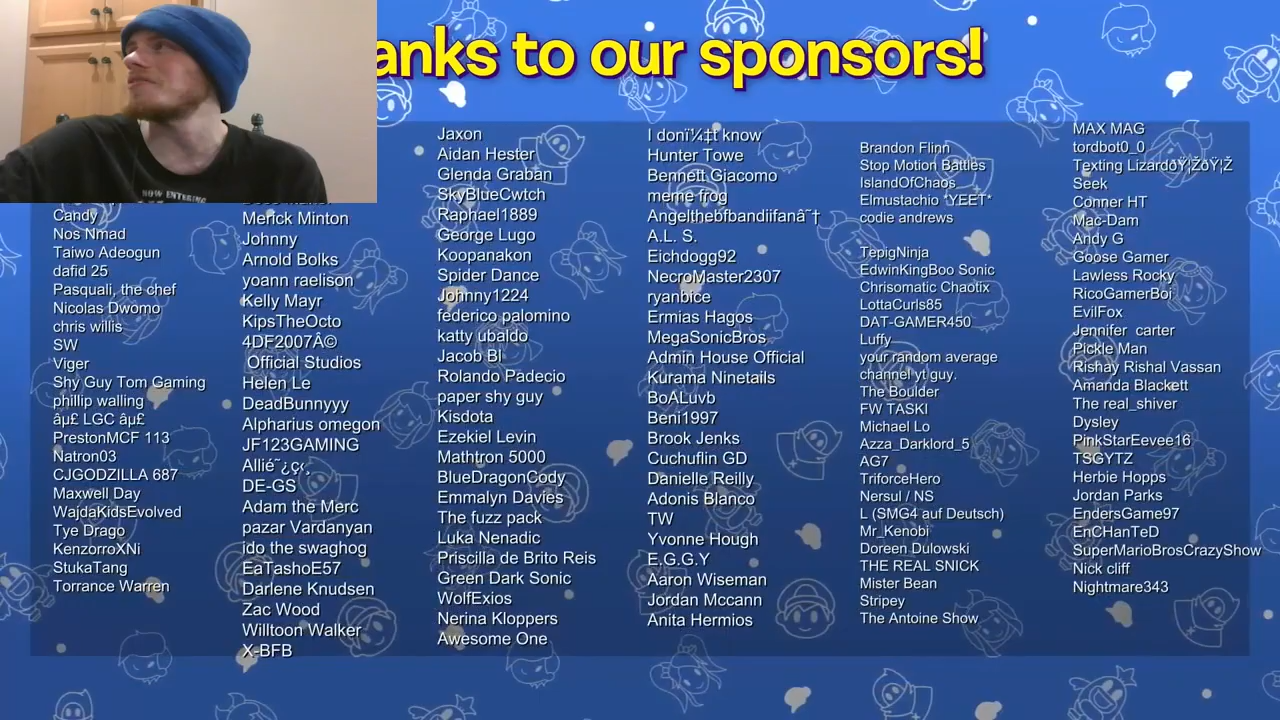 anks to our sponsors!
NOW ENTERING
Candy
Nos Nmad
Taiwo Adeogun
dafid 25
Pasquali, the chef
Nicolas Dwomo
chris willis
SW
Viger
Shy Guy Tom Gaming
phillip walling
âµ£ LGC âµ£
PrestonMCF 113
Natron03
CJGODZILLA 687
Maxwell Day
WajdaKidsEvolved
Tye Drago
KenzorroXNi
StukaTang
Torrance Warren
Merick Minton
Johnny
Arnold Bolks
yoann raelison
Kelly Mayr
KipsTheOcto
4DF2007Â©
Official Studios
Helen Le
DeadBunnyyy
Alpharius omegon
JF123GAMING
DE-GS
Adam the Merc
pazar Vardanyan
ido the swaghog
EaTashoE57
Darlene Knudsen
Zac Wood
Willtoon Walker
X-BFB
Jaxon
Aidan Hester
Glenda Graban
SkyBlueCwtch
Raphael1889
George Lugo
Koopanakon
Spider Dance
Johnny1224
federico palomino
katty ubaldo
Jacob Bl
Rolando Padecio
paper shy guy
Kisdota
Ezekiel Levin
Mathtron 5000
BlueDragonCody
Emmalyn Davies
The fuzz pack
Luka Nenadic
Priscilla de Brito Reis
Green Dark Sonic
WolfExios
Nerina Kloppers
Awesome One
I donï¼‡t know
Hunter Towe
Bennett Giacomo
meme frog
Angelthebfbandiifanâ˜†
A.L. S.
Eichdogg92
NecroMaster2307
ryanbice
Ermias Hagos
MegaSonicBros
Admin House Official
Kurama Ninetails
BoALuvb
Beni1997
Brook Jenks
Cuchuflin GD
Danielle Reilly
Adonis Blanco
TW
Yvonne Hough
E.G.G.Y
Aaron Wiseman
Jordan Mccann
Anita Hermios
Brandon Flinn
Stop Motion Battles
IslandOfChaos
Elmustachio *YEET*
codie andrews
TepigNinja
EdwinKingBoo Sonic
Chrisomatic Chaotix
LottaCurls85
DAT-GAMER450
Luffy
your random average
channel yt guy.
The Boulder
FW TASKI
Michael Lo
Azza_Darklord_5
AG7
TriforceHero
Nersul / NS
L (SMG4 auf Deutsch)
Mr_Kenobi
Doreen Dulowski
THE REAL SNICK
Mister Bean
Stripey
The Antoine Show
MAX MAG
tordbot0_0
Texting LizardðŸ¦ŽðŸ¦Ž
Seek
Conner HT
Mac-Dam
Andy G
Goose Gamer
Lawless Rocky
RicoGamerBoi
EvilFox
Jennifer carter
Pickle Man
Rishay Rishal Vassan
Amanda Blackett
The real_shiver
Dysley
PinkStarEevee16
TSGYTZ
Herbie Hopps
Jordan Parks
EndersGame97
EnCHanTeD
SuperMarioBrosCrazyShow
Nick cliff
Nightmare343